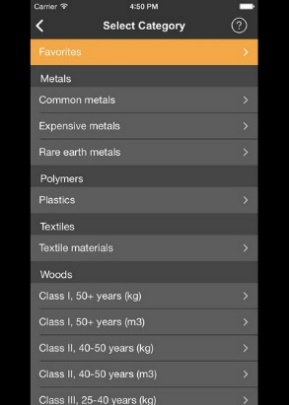 Carrier 4:50 PM
Select Category ?
Favorites
Metals
Common metals
Expensive metals
Rare earth metals
Polymers
Plastics
Textiles
Textile materials
Woods
Class I, 50+ years (kg)
Class I, 50+ years (m3)
Class II, 40-50 years (kg)
Class II, 40-50 years (m3)
Class III, 25-40 years (kg)